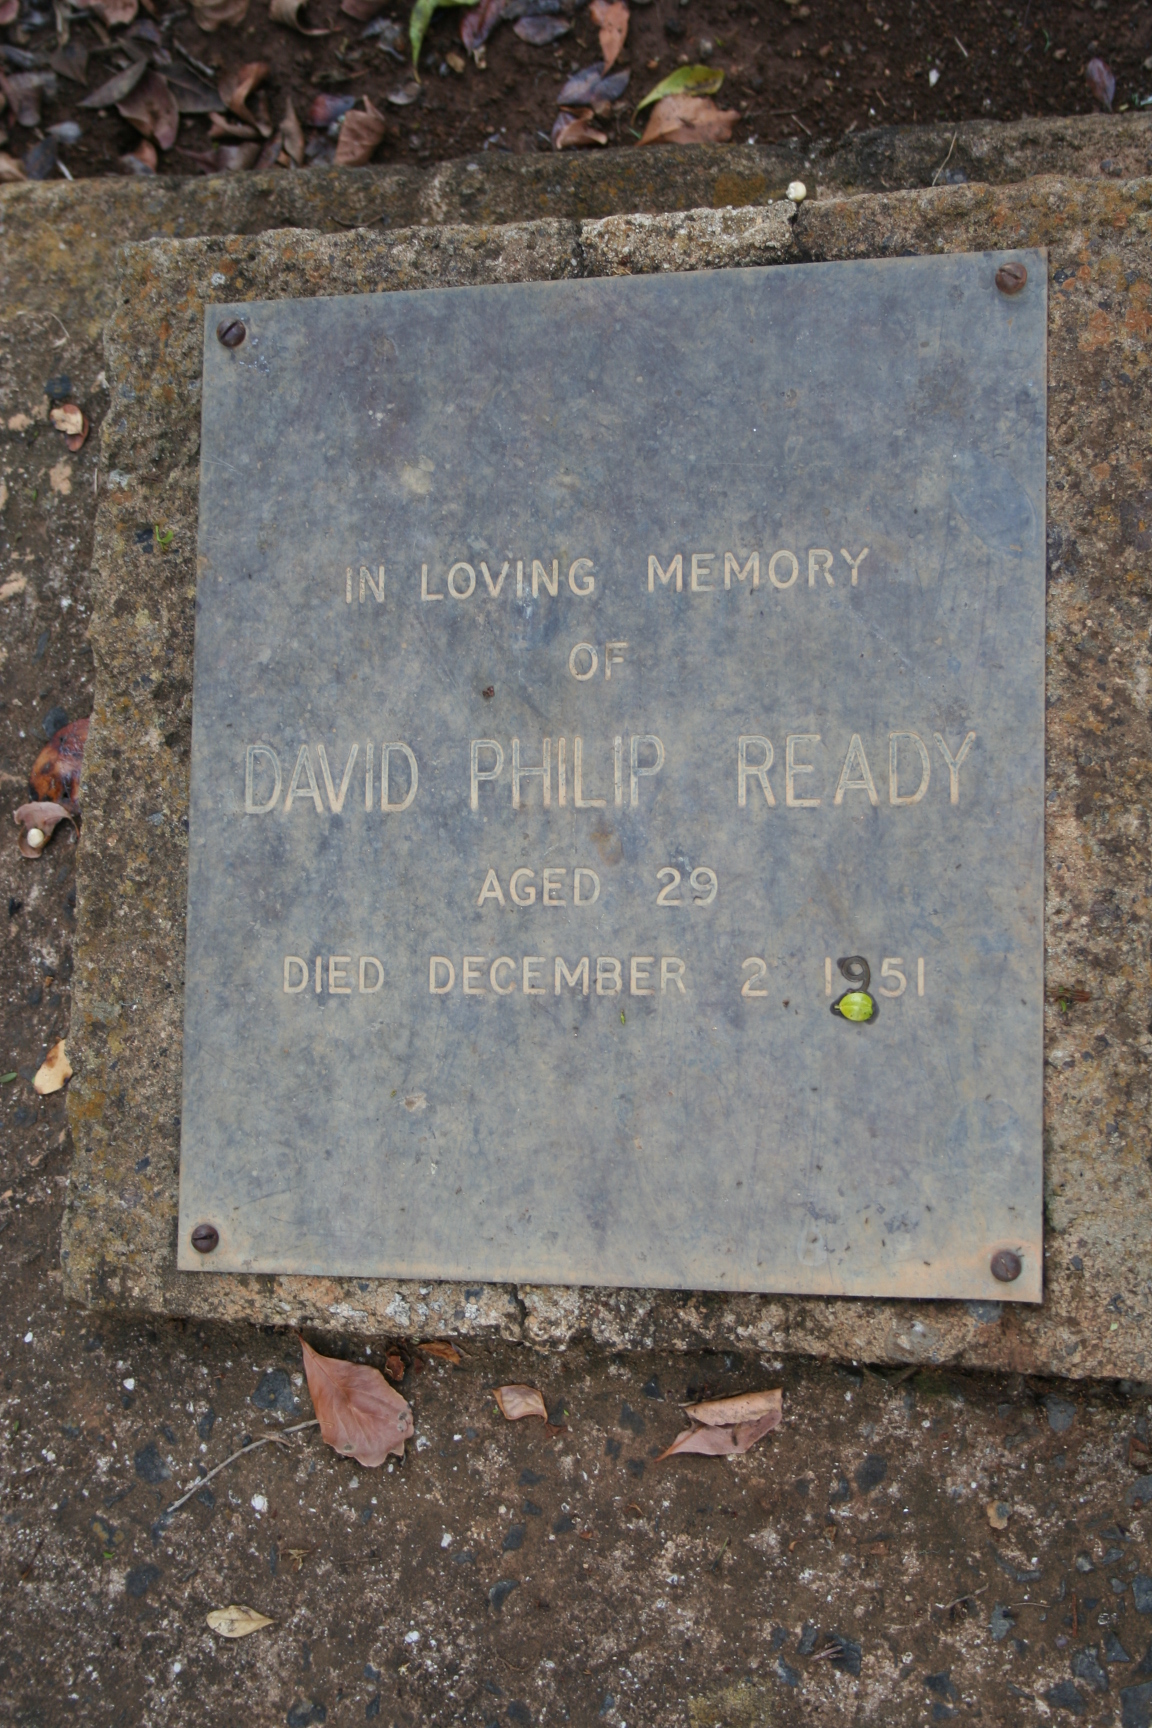 IN LOVING MEMORY
OF
DAVID PHILIP READY
AGED 29
DIED DECEMBER 2 1951